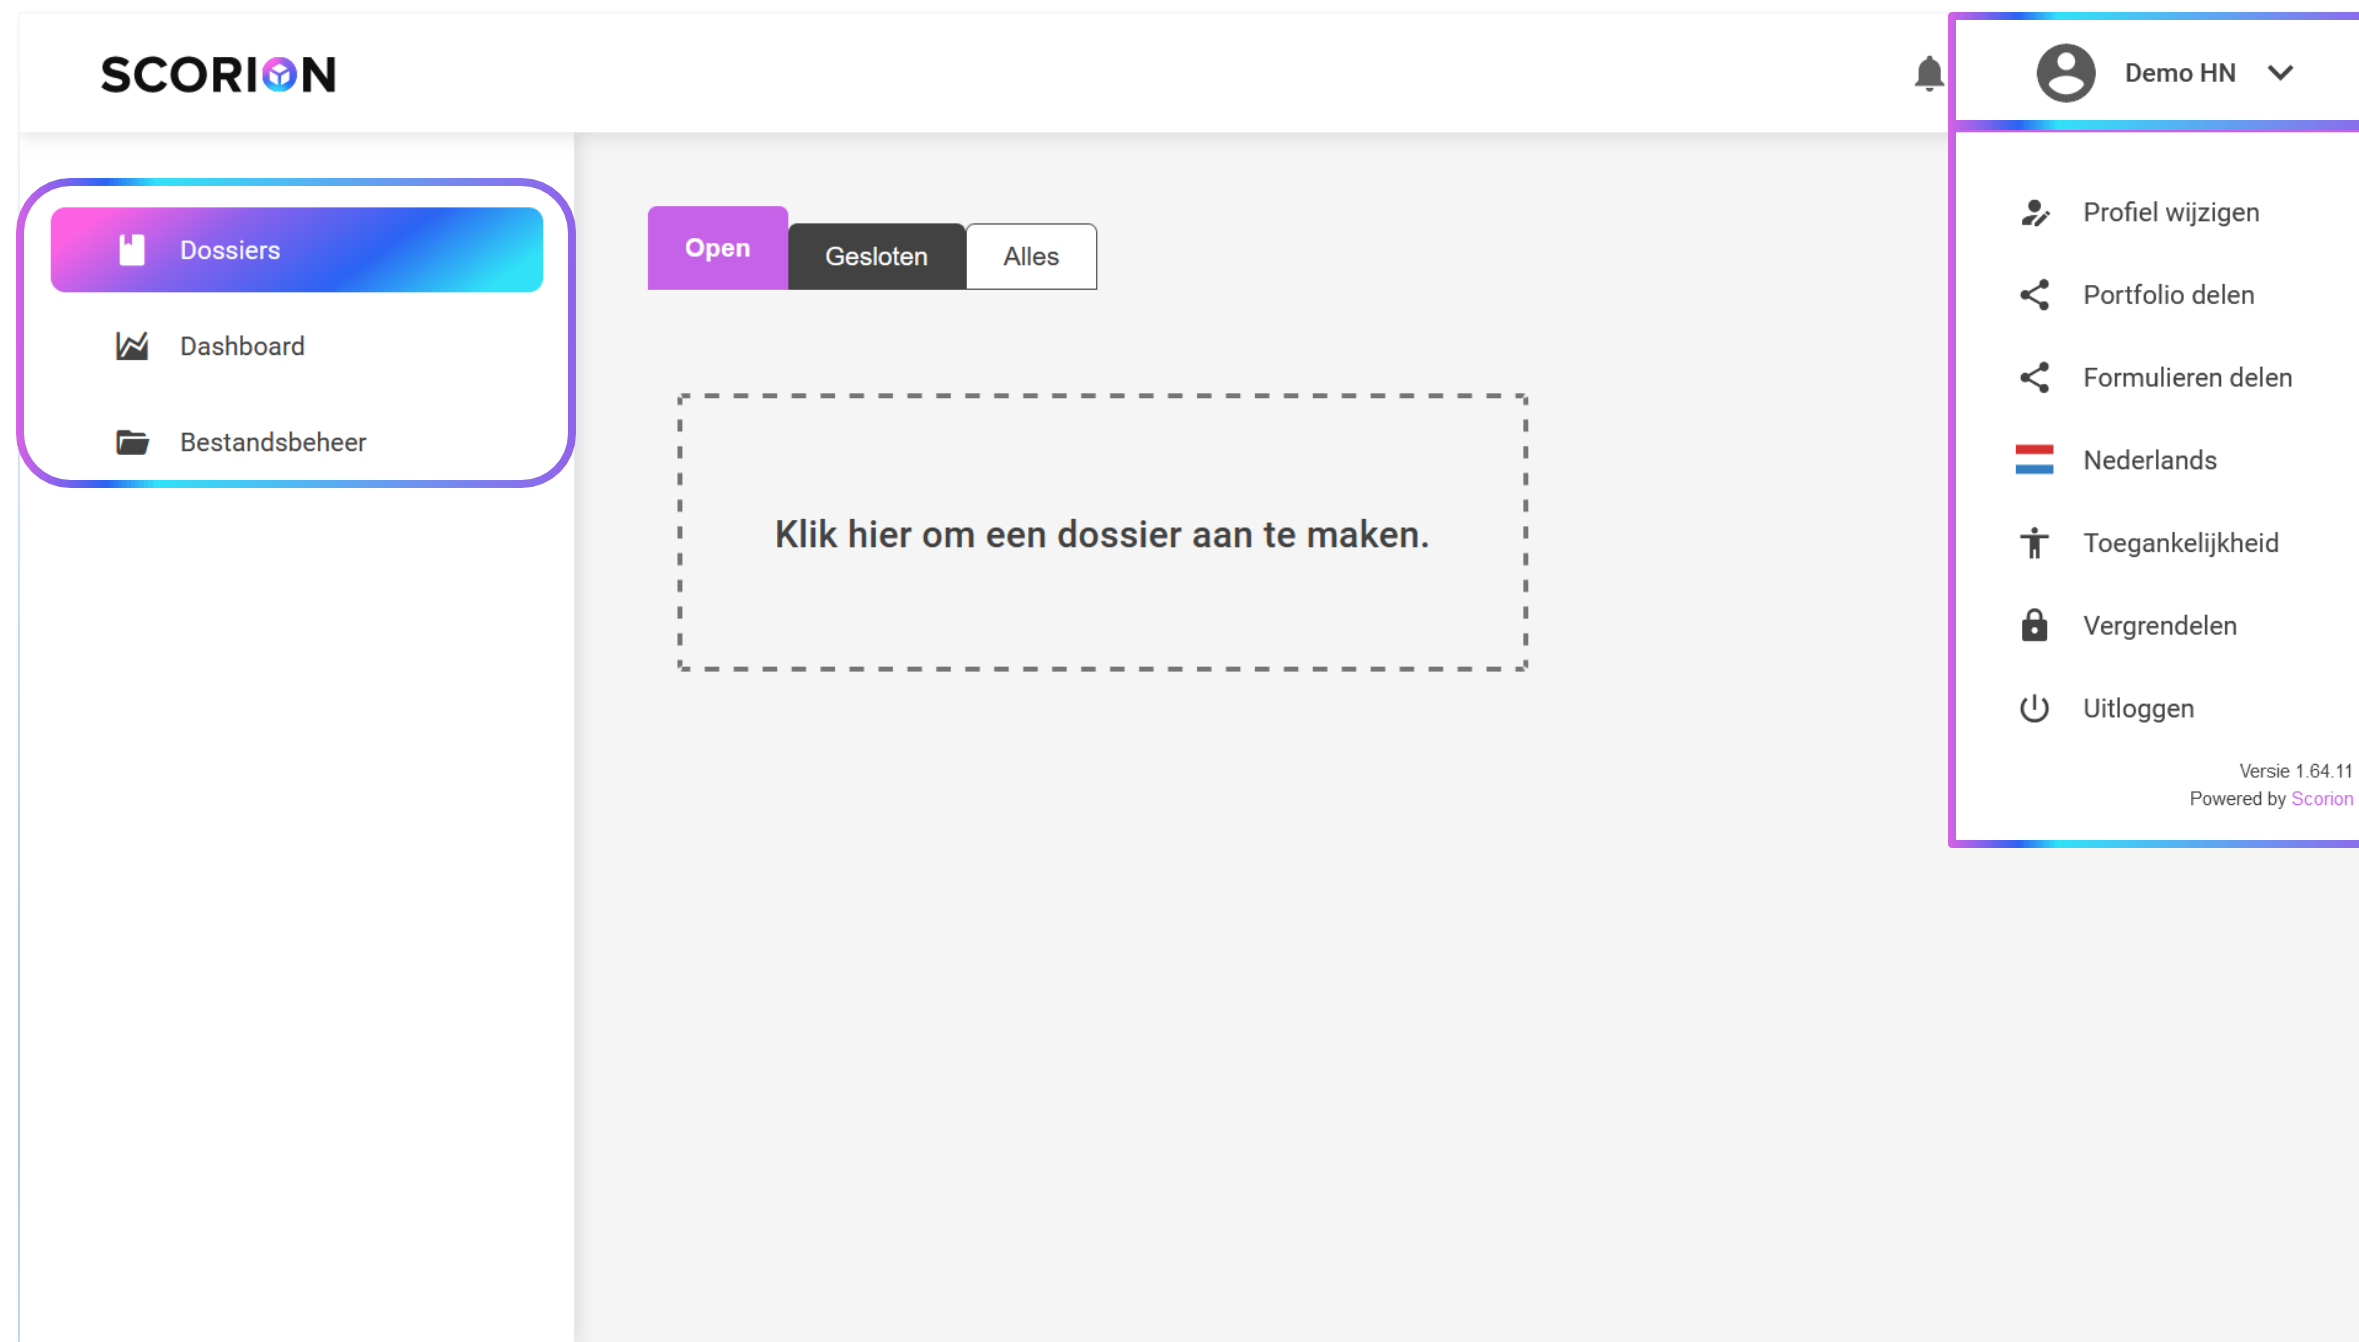 SCORION
Demo HN
Dossiers
Dashboard
Bestandsbeheer
Open
Gesloten
Alles
Klik hier om een dossier aan te maken.
Profiel wijzigen
Portfolio delen
Formulieren delen
Nederlands
Toegankelijkheid
Vergrendelen
Uitloggen
Versie 1.64.11
Powered by Scorion